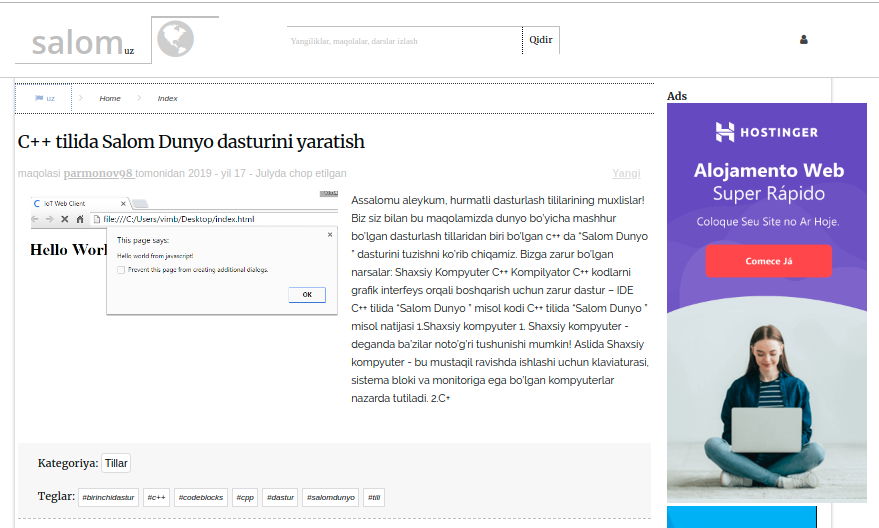 salom uz
Yangiliklar, maqolalar, darslar izlash
Qidir
uz
Home
Index
Ads
C++ tilida Salom Dunyo dasturini yaratish
maqolasi parmonov98 tomonidan 2019 - yil 17 - Julyda chop etilgan
Yangi
IoT Web Client
file:///C:/Users/vimb/Desktop/index.html
Hello Worl
This page says:
Hello world from javascript!
Prevent this page from creating additional dialogs.
OK
Assalomu aleykum, hurmatli dasturlash tililarining muxlislar!
Biz siz bilan bu maqolamizda dunyo bo'yicha mashhur
bo'lgan dasturlash tillaridan biri bo'lgan c++ da “Salom Dunyo
” dasturini tuzishni ko'rib chiqamiz. Bizga zarur bo'lgan
narsalar: Shaxsiy Kompyuter C++ Kompilyator C++ kodlarni
grafik interfeys orqali boshqarish uchun zarur dastur – IDE
C++ tilida “Salom Dunyo ” misol kodi C++ tilida “Salom Dunyo ”
misol natijasi 1.Shaxsiy kompyuter 1. Shaxsiy kompyuter -
deganda ba'zilar noto'g'ri tushunishi mumkin! Aslida Shaxsiy
kompyuter - bu mustaqil ravishda ishlashi uchun klaviaturasi,
sistema bloki va monitoriga ega bo'lgan kompyuterlar
nazarda tutiladi. 2.C+
Kategoriya: Tillar
Teglar: #birinchidastur #c++ #codeblocks #cpp #dastur #salomdunyo #till
HOSTINGER
Alojamento Web
Super Rápido
Coloque Seu Site no Ar Hoje.
Comece Já